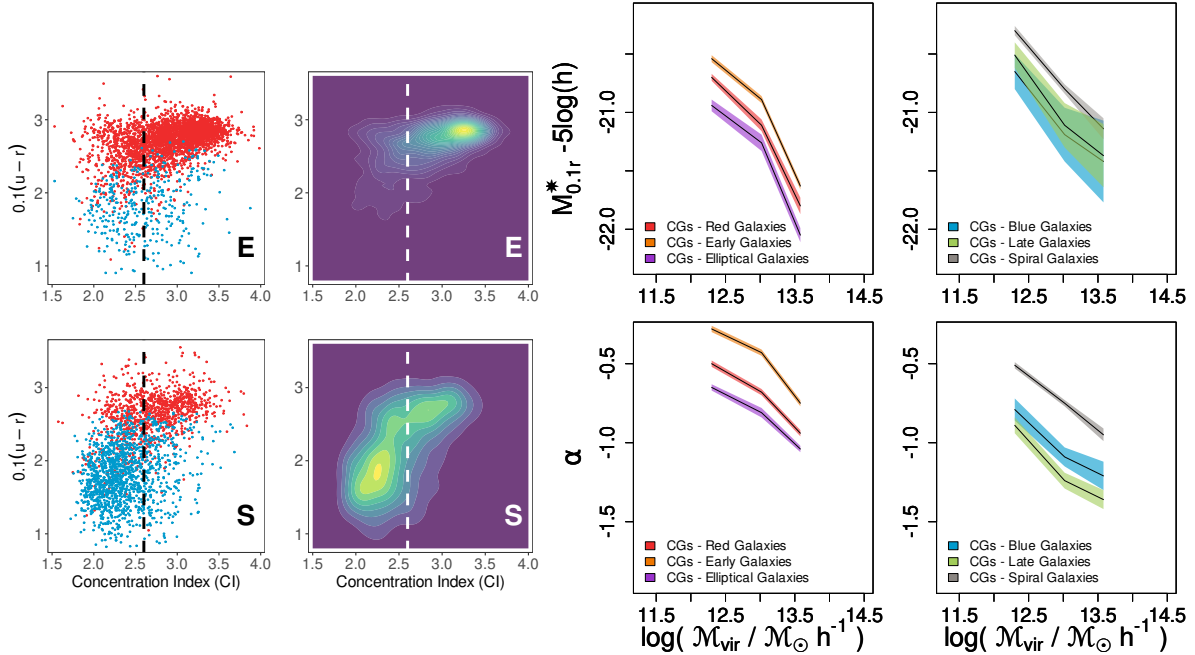 0.1(u − r)
3
2
1
E
1.5 2.0 2.5 3.0 3.5 4.0
3
2
1
E
1.5 2.0 2.5 3.0 3.5 4.0
0.1(u − r)
3
2
1
S
1.5 2.0 2.5 3.0 3.5 4.0
Concentration Index (CI)
3
2
1
S
1.5 2.0 2.5 3.0 3.5 4.0
Concentration Index (CI)
M*0.1r -5log(h)
-21.0
-22.0
CGs - Red Galaxies
CGs - Early Galaxies
CGs - Elliptical Galaxies
11.5 12.5 13.5 14.5
-21.0
-22.0
CGs - Blue Galaxies
CGs - Late Galaxies
CGs - Spiral Galaxies
11.5 12.5 13.5 14.5
α
-0.5
-1.0
-1.5
CGs - Red Galaxies
CGs - Early Galaxies
CGs - Elliptical Galaxies
11.5 12.5 13.5 14.5
log( ℳvir / ℳ⊙ h⁻¹ )
-0.5
-1.0
-1.5
CGs - Blue Galaxies
CGs - Late Galaxies
CGs - Spiral Galaxies
11.5 12.5 13.5 14.5
log( ℳvir / ℳ⊙ h⁻¹ )